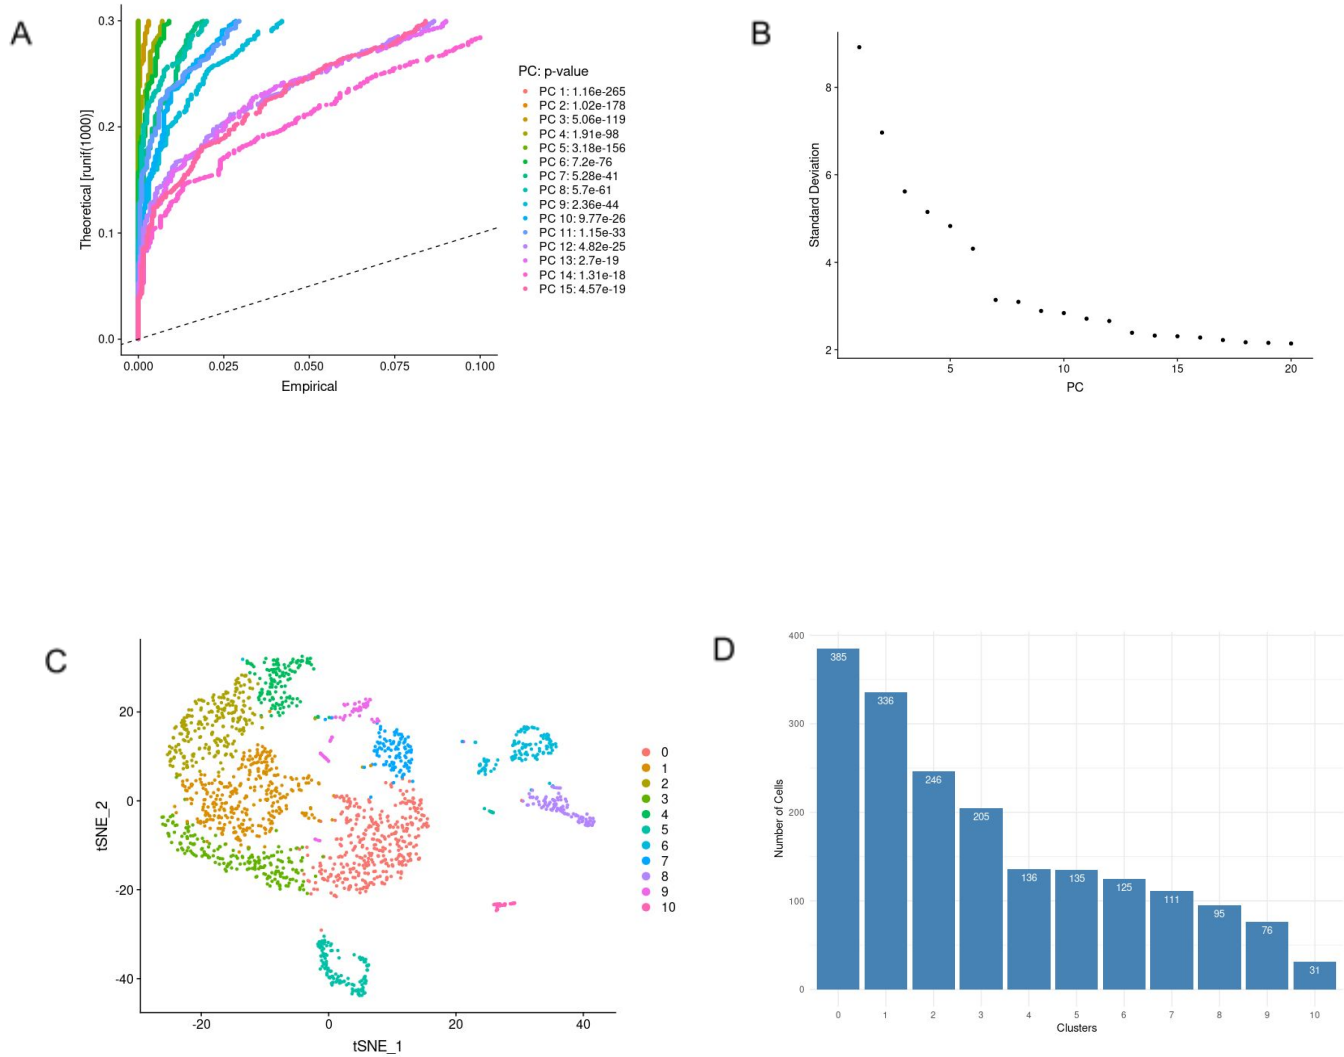 A
0.3
0.2
0.1
0.0
Theoretical [runif(1000)]
0.000 0.025 0.050 0.075 0.100
Empirical
PC: p-value
PC 1: 1.16e-265
PC 2: 1.02e-178
PC 3: 5.06e-119
PC 4: 1.91e-98
PC 5: 3.18e-156
PC 6: 7.2e-76
PC 7: 5.28e-41
PC 8: 5.7e-61
PC 9: 2.36e-44
PC 10: 9.77e-26
PC 11: 1.15e-33
PC 12: 4.82e-25
PC 13: 2.7e-19
PC 14: 1.31e-18
PC 15: 4.57e-19
B
8
6
4
2
Standard Deviation
5 10 15 20
PC
C
20
0
-20
-40
tSNE_2
-20 0 20 40
tSNE_1
0
1
2
3
4
5
6
7
8
9
10
D
400
300
200
100
0
Number of Cells
385
336
246
205
136
135
125
111
95
76
31
0 1 2 3 4 5 6 7 8 9 10
Clusters